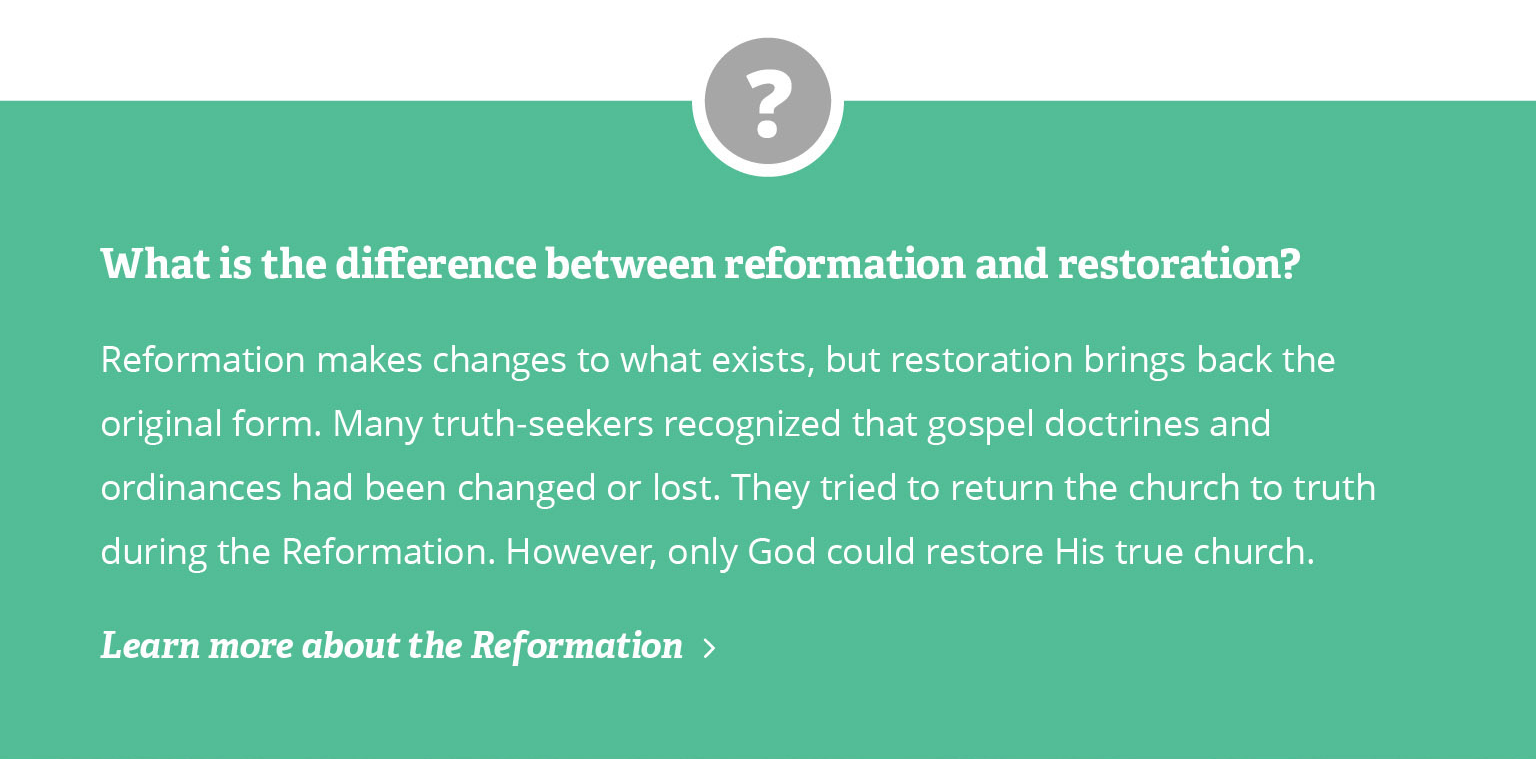 ?
What is the difference between reformation and restoration?
Reformation makes changes to what exists, but restoration brings back the
original form. Many truth-seekers recognized that gospel doctrines and
ordinances had been changed or lost. They tried to return the church to truth
during the Reformation. However, only God could restore His true church.
Learn more about the Reformation >